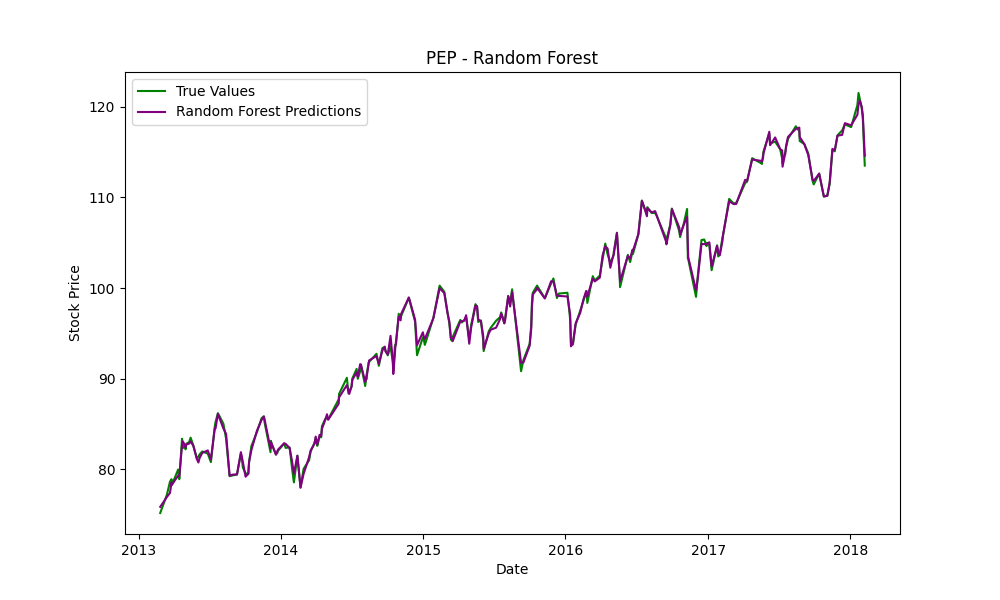 PEP - Random Forest
True Values
Random Forest Predictions
Stock Price
120
110
100
90
80
2013 2014 2015 2016 2017 2018
Date